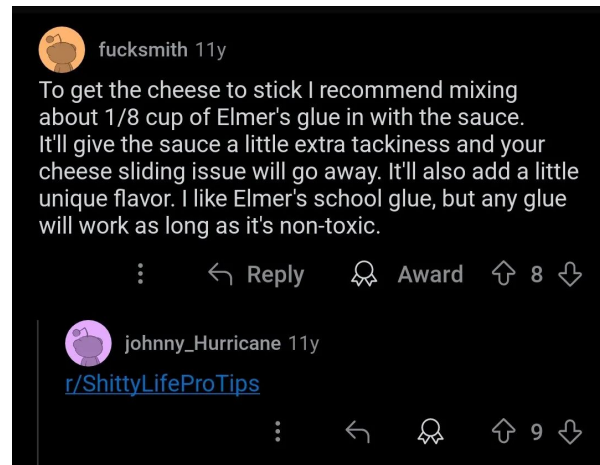 fucksmith 11y
To get the cheese to stick I recommend mixing
about 1/8 cup of Elmer's glue in with the sauce.
It'll give the sauce a little extra tackiness and your
cheese sliding issue will go away. It'll also add a little
unique flavor. I like Elmer's school glue, but any glue
will work as long as it's non-toxic.
Reply Award 8
johnny_Hurricane 11y
r/ShittyLifeProTips
9